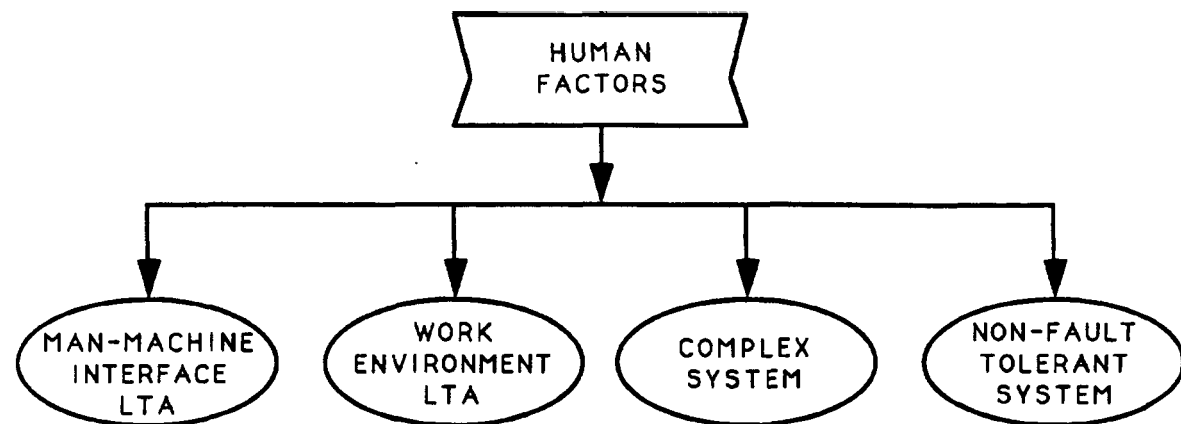 HUMAN
FACTORS
MAN-MACHINE
INTERFACE
LTA
WORK
ENVIRONMENT
LTA
COMPLEX
SYSTEM
NON-FAULT
TOLERANT
SYSTEM